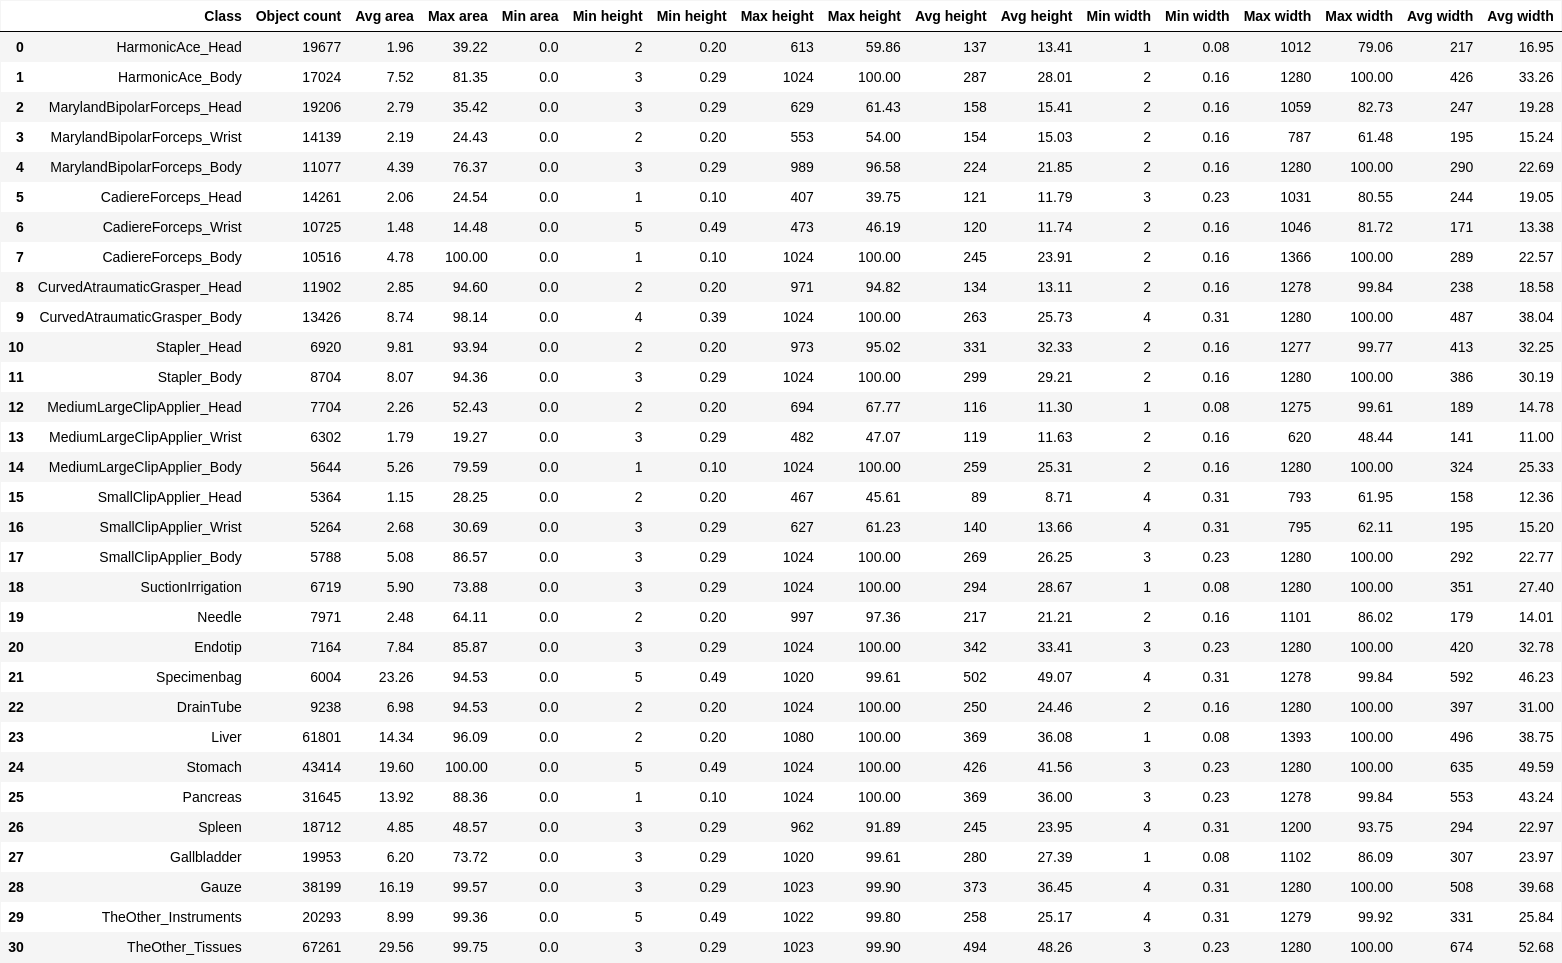 Class Object count Avg area Max area Min area Min height Min height Max height Max height Avg height Avg height Min width Min width Max width Max width Avg width Avg width
0 HarmonicAce_Head 19677 1.96 39.22 0.0 2 0.20 613 59.86 137 13.41 1 0.08 1012 79.06 217 16.95
1 HarmonicAce_Body 17024 7.52 81.35 0.0 3 0.29 1024 100.00 287 28.01 2 0.16 1280 100.00 426 33.26
2 MarylandBipolarForceps_Head 19206 2.79 35.42 0.0 3 0.29 629 61.43 158 15.41 2 0.16 1059 82.73 247 19.28
3 MarylandBipolarForceps_Wrist 14139 2.19 24.43 0.0 2 0.20 553 54.00 154 15.03 2 0.16 787 61.48 195 15.24
4 MarylandBipolarForceps_Body 11077 4.39 76.37 0.0 3 0.29 989 96.58 224 21.85 2 0.16 1280 100.00 290 22.69
5 CadiereForceps_Head 14261 2.06 24.54 0.0 1 0.10 407 39.75 121 11.79 3 0.23 1031 80.55 244 19.05
6 CadiereForceps_Wrist 10725 1.48 14.48 0.0 5 0.49 473 46.19 120 11.74 2 0.16 1046 81.72 171 13.38
7 CadiereForceps_Body 10516 4.78 100.00 0.0 1 0.10 1024 100.00 245 23.91 2 0.16 1366 100.00 289 22.57
8 CurvedAtraumaticGrasper_Head 11902 2.85 94.60 0.0 2 0.20 971 94.82 134 13.11 2 0.16 1278 99.84 238 18.58
9 CurvedAtraumaticGrasper_Body 13426 8.74 98.14 0.0 4 0.39 1024 100.00 263 25.73 4 0.31 1280 100.00 487 38.04
10 Stapler_Head 6920 9.81 93.94 0.0 2 0.20 973 95.02 331 32.33 2 0.16 1277 99.77 413 32.25
11 Stapler_Body 8704 8.07 94.36 0.0 3 0.29 1024 100.00 299 29.21 2 0.16 1280 100.00 386 30.19
12 MediumLargeClipApplier_Head 7704 2.26 52.43 0.0 2 0.20 694 67.77 116 11.30 1 0.08 1275 99.61 189 14.78
13 MediumLargeClipApplier_Wrist 6302 1.79 19.27 0.0 3 0.29 482 47.07 119 11.63 2 0.16 620 48.44 141 11.00
14 MediumLargeClipApplier_Body 5644 5.26 79.59 0.0 1 0.10 1024 100.00 259 25.31 2 0.16 1280 100.00 324 25.33
15 SmallClipApplier_Head 5364 1.15 28.25 0.0 2 0.20 467 45.61 89 8.71 4 0.31 793 61.95 158 12.36
16 SmallClipApplier_Wrist 5264 2.68 30.69 0.0 3 0.29 627 61.23 140 13.66 4 0.31 795 62.11 195 15.20
17 SmallClipApplier_Body 5788 5.08 86.57 0.0 3 0.29 1024 100.00 269 26.25 3 0.23 1280 100.00 292 22.77
18 SuctionIrrigation 6719 5.90 73.88 0.0 3 0.29 1024 100.00 294 28.67 1 0.08 1280 100.00 351 27.40
19 Needle 7971 2.48 64.11 0.0 2 0.20 997 97.36 217 21.21 2 0.16 1101 86.02 179 14.01
20 Endotip 7164 7.84 85.87 0.0 3 0.29 1024 100.00 342 33.41 3 0.23 1280 100.00 420 32.78
21 Specimenbag 6004 23.26 94.53 0.0 5 0.49 1020 99.61 502 49.07 4 0.31 1278 99.84 592 46.23
22 DrainTube 9238 6.98 94.53 0.0 2 0.20 1024 100.00 250 24.46 2 0.16 1280 100.00 397 31.00
23 Liver 61801 14.34 96.09 0.0 2 0.20 1080 100.00 369 36.08 1 0.08 1393 100.00 496 38.75
24 Stomach 43414 19.60 100.00 0.0 5 0.49 1024 100.00 426 41.56 3 0.23 1280 100.00 635 49.59
25 Pancreas 31645 13.92 88.36 0.0 1 0.10 1024 100.00 369 36.00 3 0.23 1278 99.84 553 43.24
26 Spleen 18712 4.85 48.57 0.0 3 0.29 962 91.89 245 23.95 4 0.31 1200 93.75 294 22.97
27 Gallbladder 19953 6.20 73.72 0.0 3 0.29 1020 99.61 280 27.39 1 0.08 1102 86.09 307 23.97
28 Gauze 38199 16.19 99.57 0.0 3 0.29 1023 99.90 373 36.45 4 0.31 1280 100.00 508 39.68
29 TheOther_Instruments 20293 8.99 99.36 0.0 5 0.49 1022 99.80 258 25.17 4 0.31 1279 99.92 331 25.84
30 TheOther_Tissues 67261 29.56 99.75 0.0 3 0.29 1023 99.90 494 48.26 3 0.23 1280 100.00 674 52.68